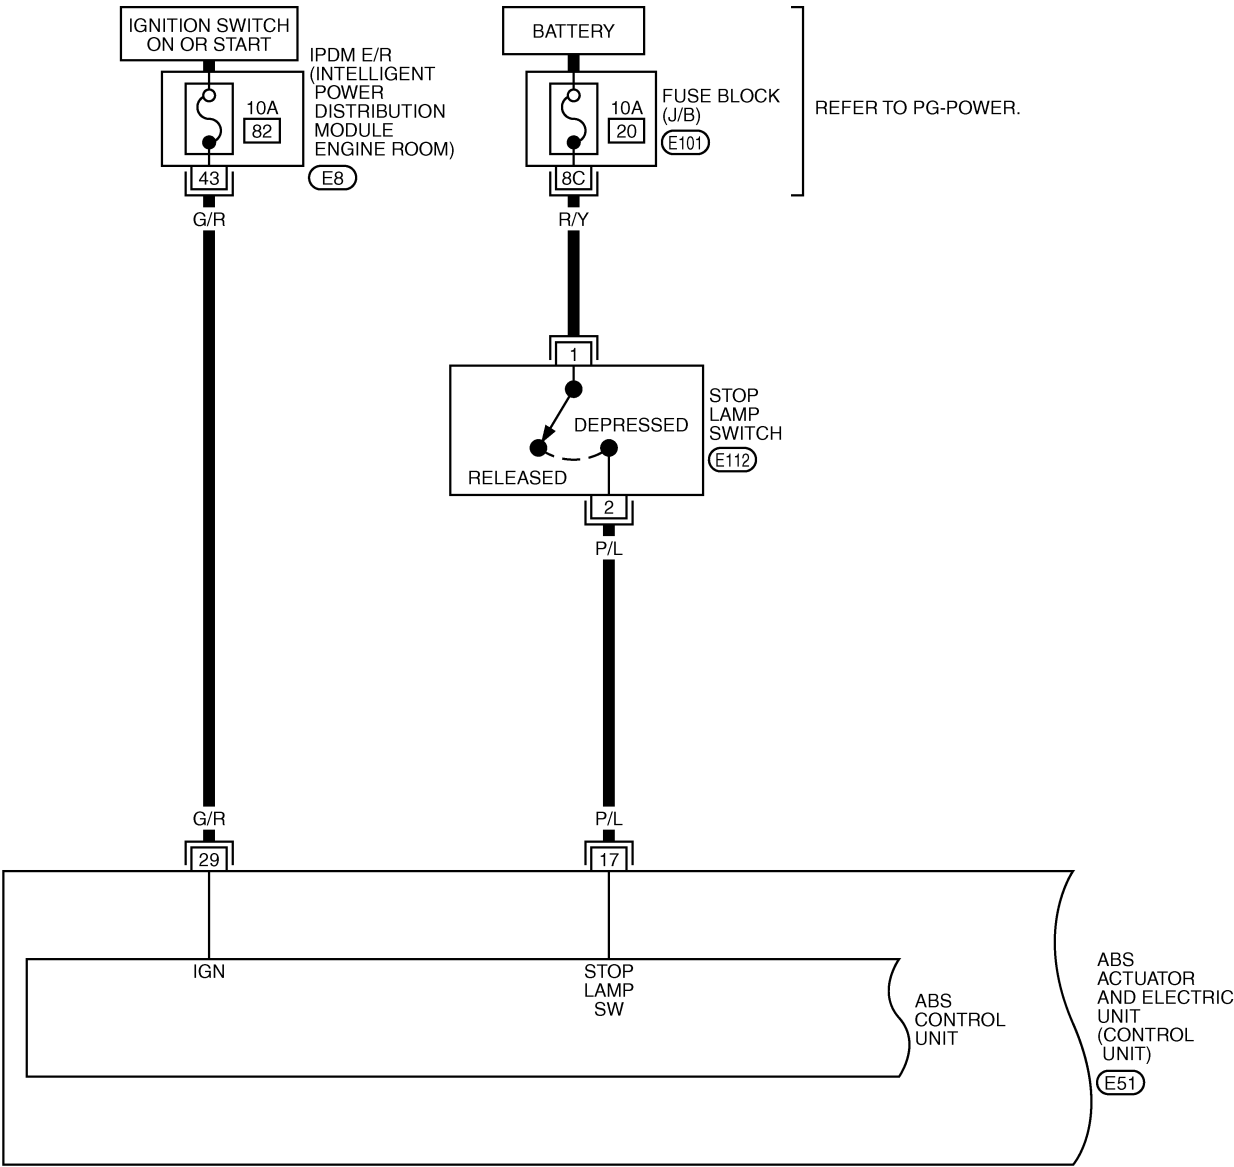 IGNITION SWITCH
ON OR START
IPDM E/R
(INTELLIGENT
POWER
DISTRIBUTION
MODULE
ENGINE ROOM)
E8
10A
82
43
G/R
BATTERY
10A
20
FUSE BLOCK
(J/B)
E101
8C
R/Y
REFER TO PG-POWER.
1
DEPRESSED
RELEASED
STOP
LAMP
SWITCH
E112
2
P/L
G/R
29
P/L
17
IGN
STOP
LAMP
SW
ABS
CONTROL
UNIT
ABS
ACTUATOR
AND ELECTRIC
UNIT
(CONTROL
UNIT)
E51